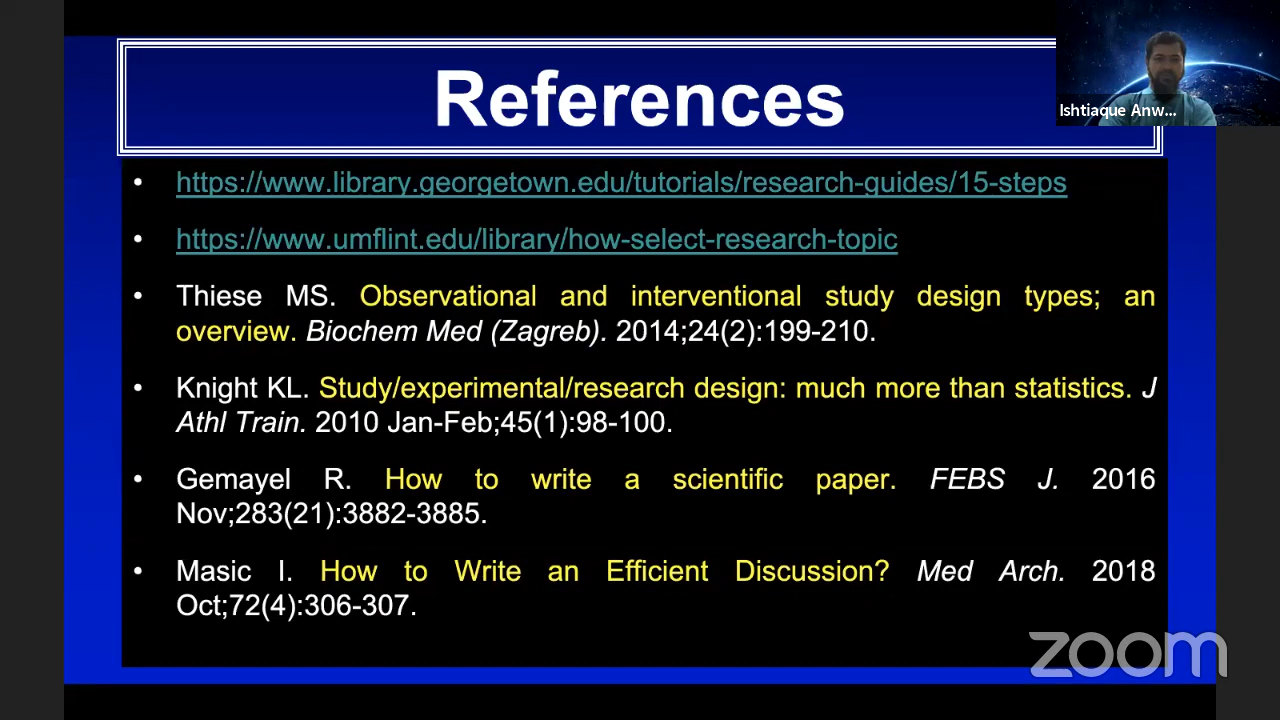 References
Ishtiaque Anw...
• https://www.library.georgetown.edu/tutorials/research-guides/15-steps
• https://www.umflint.edu/library/how-select-research-topic
• Thiese MS. Observational and interventional study design types; an
overview. Biochem Med (Zagreb). 2014;24(2):199-210.
• Knight KL. Study/experimental/research design: much more than statistics. J
Athl Train. 2010 Jan-Feb;45(1):98-100.
• Gemayel R. How to write a scientific paper. FEBS J. 2016
Nov;283(21):3882-3885.
• Masic I. How to Write an Efficient Discussion? Med Arch. 2018
Oct;72(4):306-307.
zoom